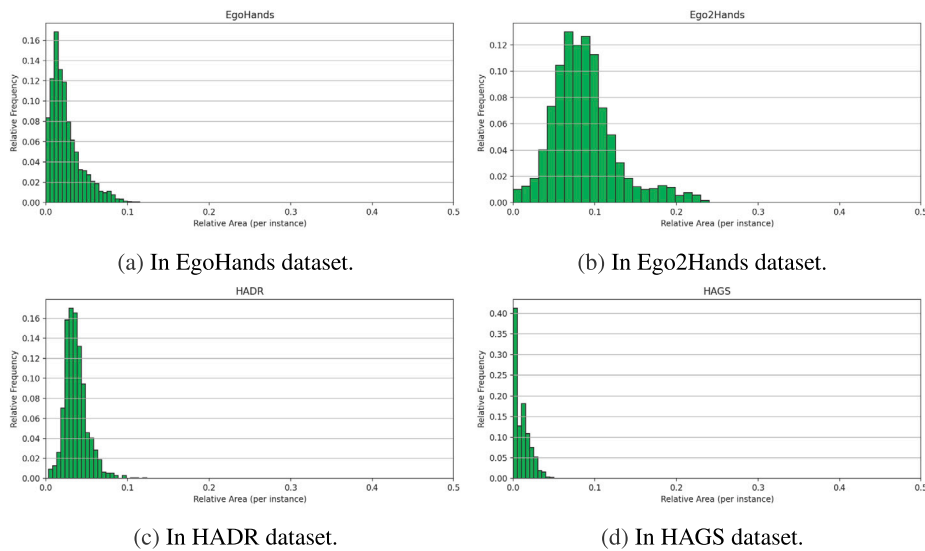 EgoHands
Relative Frequency
0.16
0.14
0.12
0.10
0.08
0.06
0.04
0.02
0.00
0.0 0.1 0.2 0.3 0.4 0.5
Relative Area (per instance)
(a) In EgoHands dataset.
Ego2Hands
Relative Frequency
0.12
0.10
0.08
0.06
0.04
0.02
0.00
0.0 0.1 0.2 0.3 0.4 0.5
Relative Area (per instance)
(b) In Ego2Hands dataset.
HADR
Relative Frequency
0.16
0.14
0.12
0.10
0.08
0.06
0.04
0.02
0.00
0.0 0.1 0.2 0.3 0.4 0.5
Relative Area (per instance)
(c) In HADR dataset.
HAGS
Relative Frequency
0.40
0.35
0.30
0.25
0.20
0.15
0.10
0.05
0.00
0.0 0.1 0.2 0.3 0.4 0.5
Relative Area (per instance)
(d) In HAGS dataset.